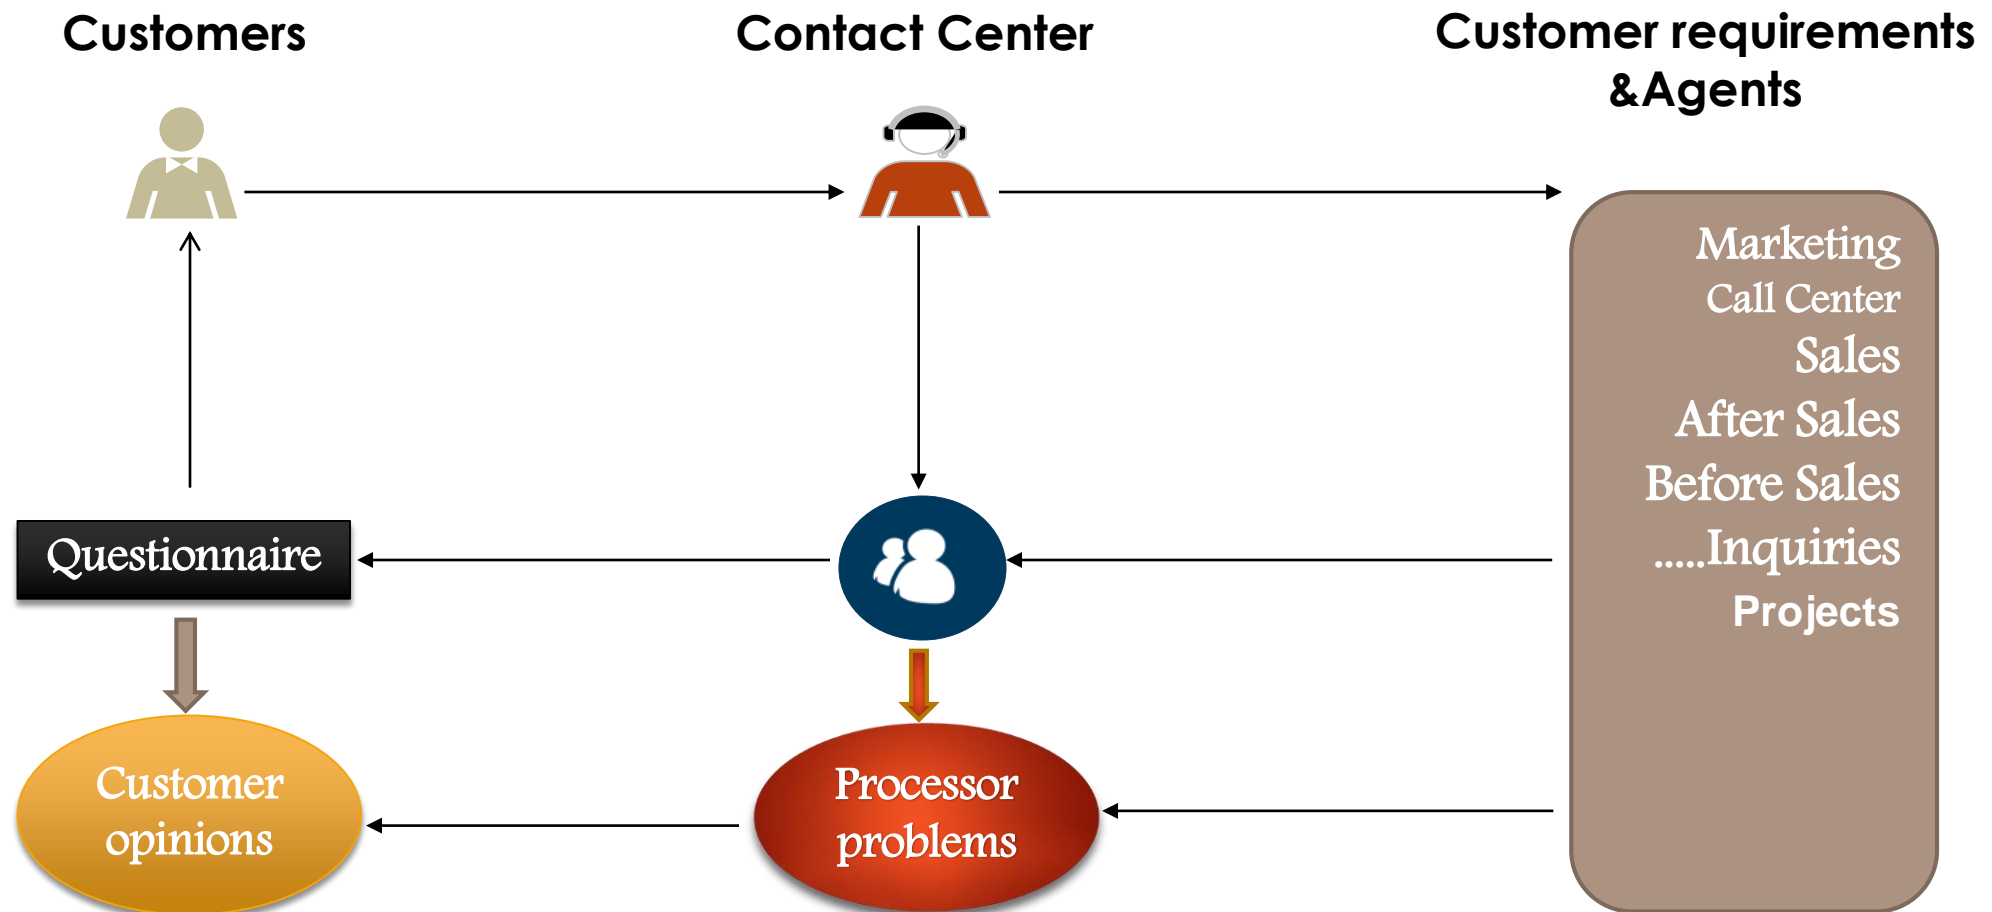 Customers
Contact Center
Customer requirements
&Agents
Marketing
Call Center
Sales
After Sales
Before Sales
.....Inquiries
Projects
Questionnaire
Customer
opinions
Processor
problems